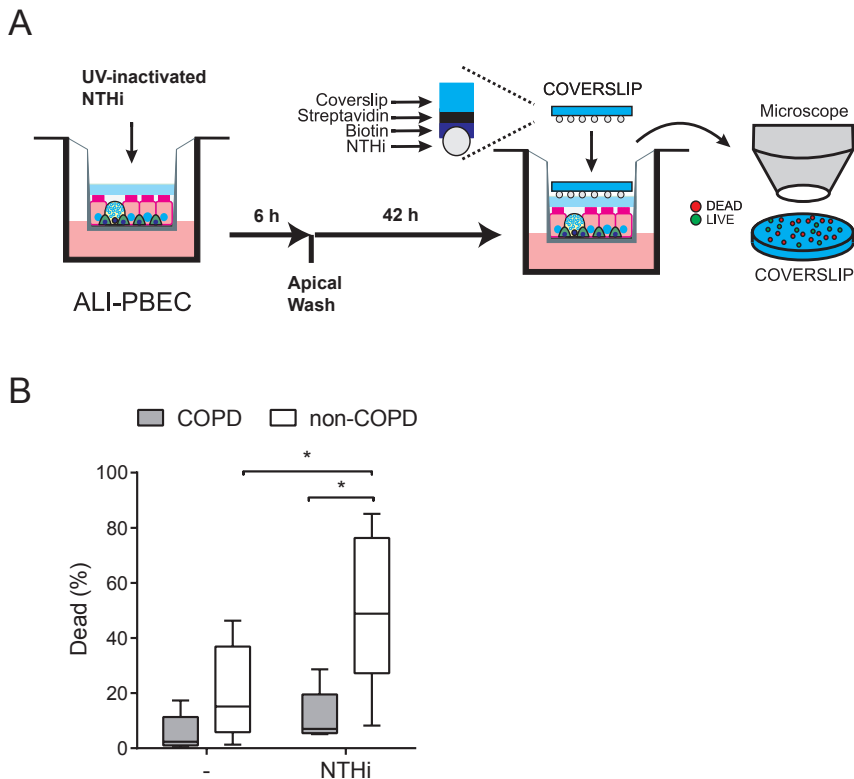 A
UV-inactivated
NTHi
ALI-PBEC
6 h
42 h
Apical
Wash
Coverslip
Streptavidin
Biotin
NTHi
COVERSLIP
Microscope
DEAD
LIVE
COVERSLIP
B
COPD non-COPD
*
*
Dead (%)
100
80
60
40
20
0
- NTHi